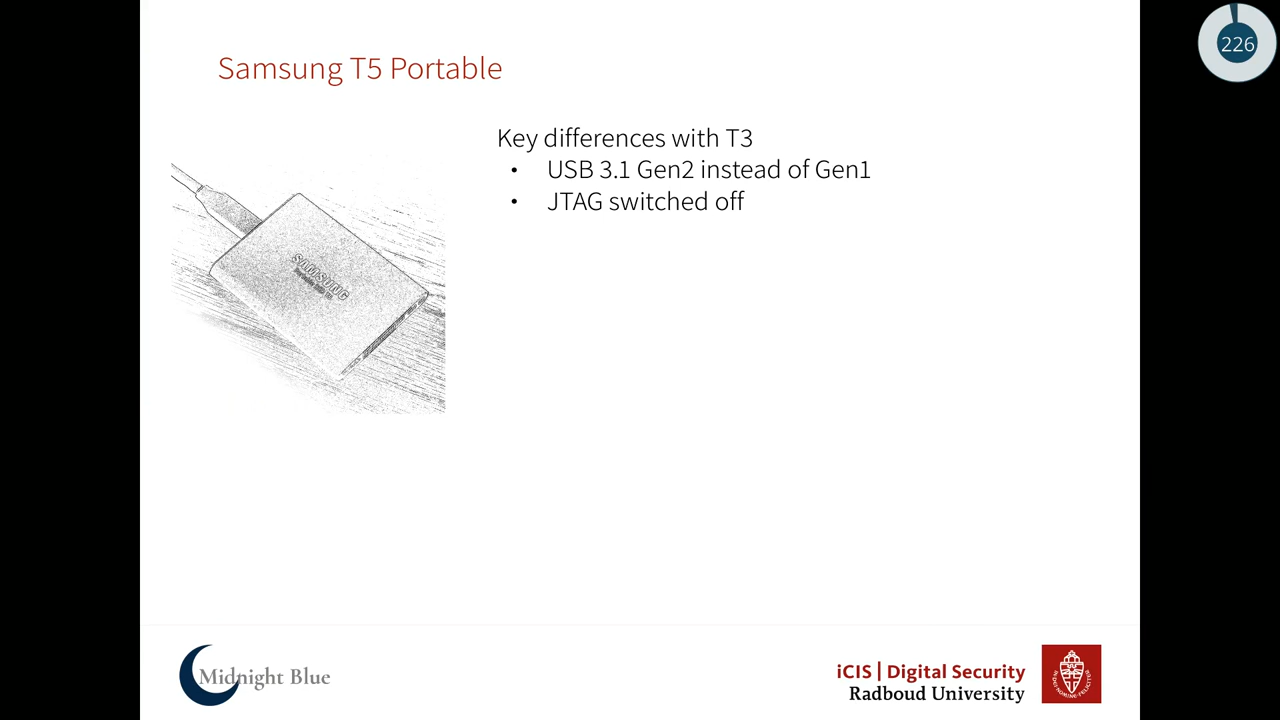 226
Samsung T5 Portable
Key differences with T3
• USB 3.1 Gen2 instead of Gen1
• JTAG switched off
SAMSUNG
Midnight Blue
iCIS | Digital Security
Radboud University